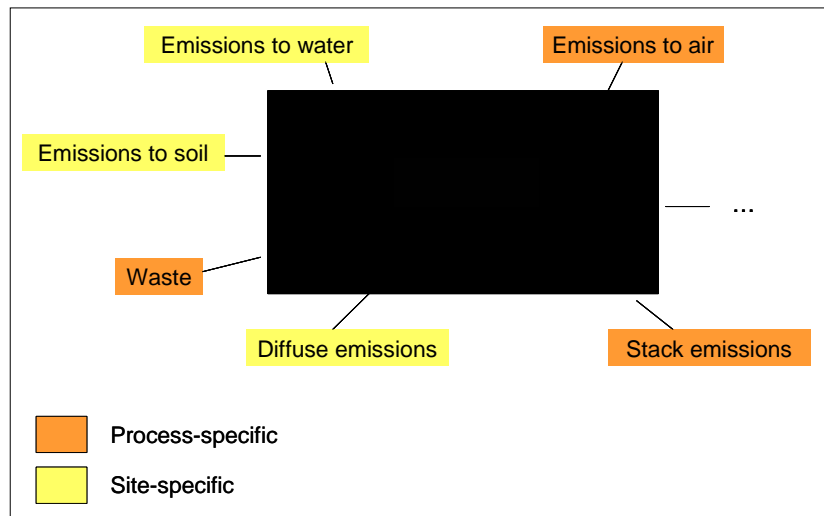 Emissions to water
Emissions to air
Emissions to soil
...
Waste
Diffuse emissions
Stack emissions
Process-specific
Site-specific